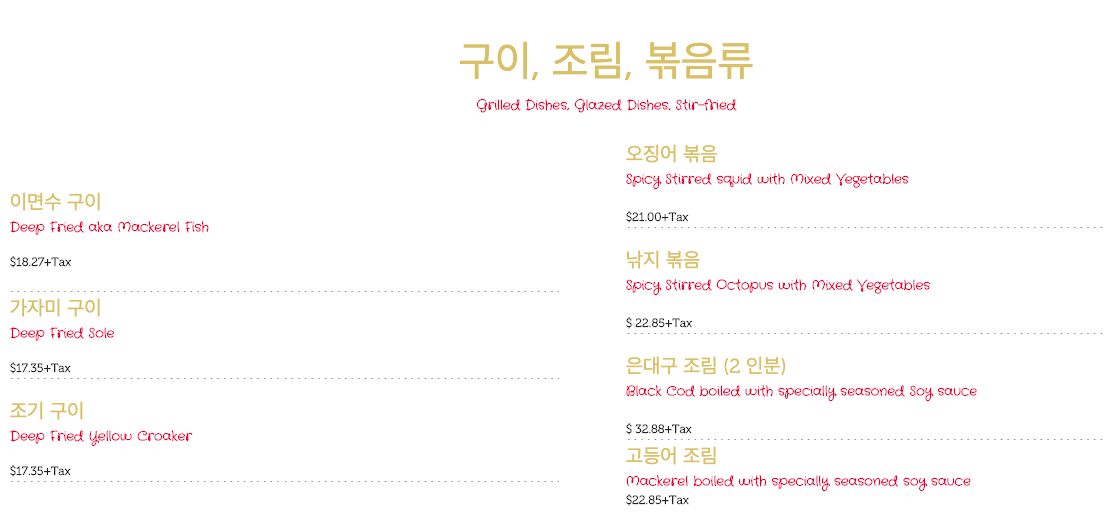 구이, 조림, 볶음류
Grilled Dishes, Glazed Dishes, Stir-fried
이면수 구이
Deep Fried aka Mackerel Fish
$18.27+Tax
가자미 구이
Deep Fried Sole
$17.35+Tax
조기 구이
Deep Fried Yellow Croaker
$17.35+Tax
오징어 볶음
Spicy Stirred squid with Mixed Vegetables
$21.00+Tax
낚지 볶음
Spicy Stirred Octopus with Mixed Vegetables
$ 22.85+Tax
은대구 조림 (2 인분)
Black Cod boiled with specially seasoned Soy sauce
$ 32.88+Tax
고등어 조림
Mackerel boiled with specially seasoned soy sauce
$22.85+Tax